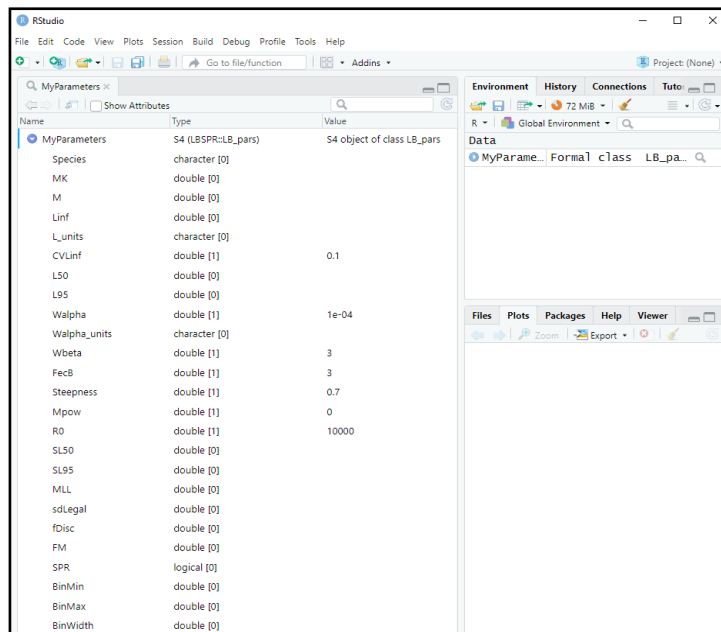 RStudio
File Edit Code View Plots Session Build Debug Profile Tools Help
Go to file/function Addins Project: (None)
MyParameters
Show Attributes
Name Type Value
MyParameters S4 (LBSPR::LB_pars) S4 object of class LB_pars
Species character [0]
MK double [0]
M double [0]
Linf double [0]
L_units character [0]
CVLinf double [1] 0.1
L50 double [0]
L95 double [0]
Walpha double [1] 1e-04
Walpha_units character [0]
Wbeta double [1] 3
FecB double [1] 3
Steepness double [1] 0.7
Mpow double [1] 0
R0 double [1] 10000
SL50 double [0]
SL95 double [0]
MLL double [0]
sdLegal double [0]
fDisc double [0]
FM double [0]
SPR logical [0]
BinMin double [0]
BinMax double [0]
BinWidth double [0]
Environment History Connections Tuto
72 MiB
R Global Environment
Data
MyParame… Formal class LB_pa…
Files Plots Packages Help Viewer
Zoom Export